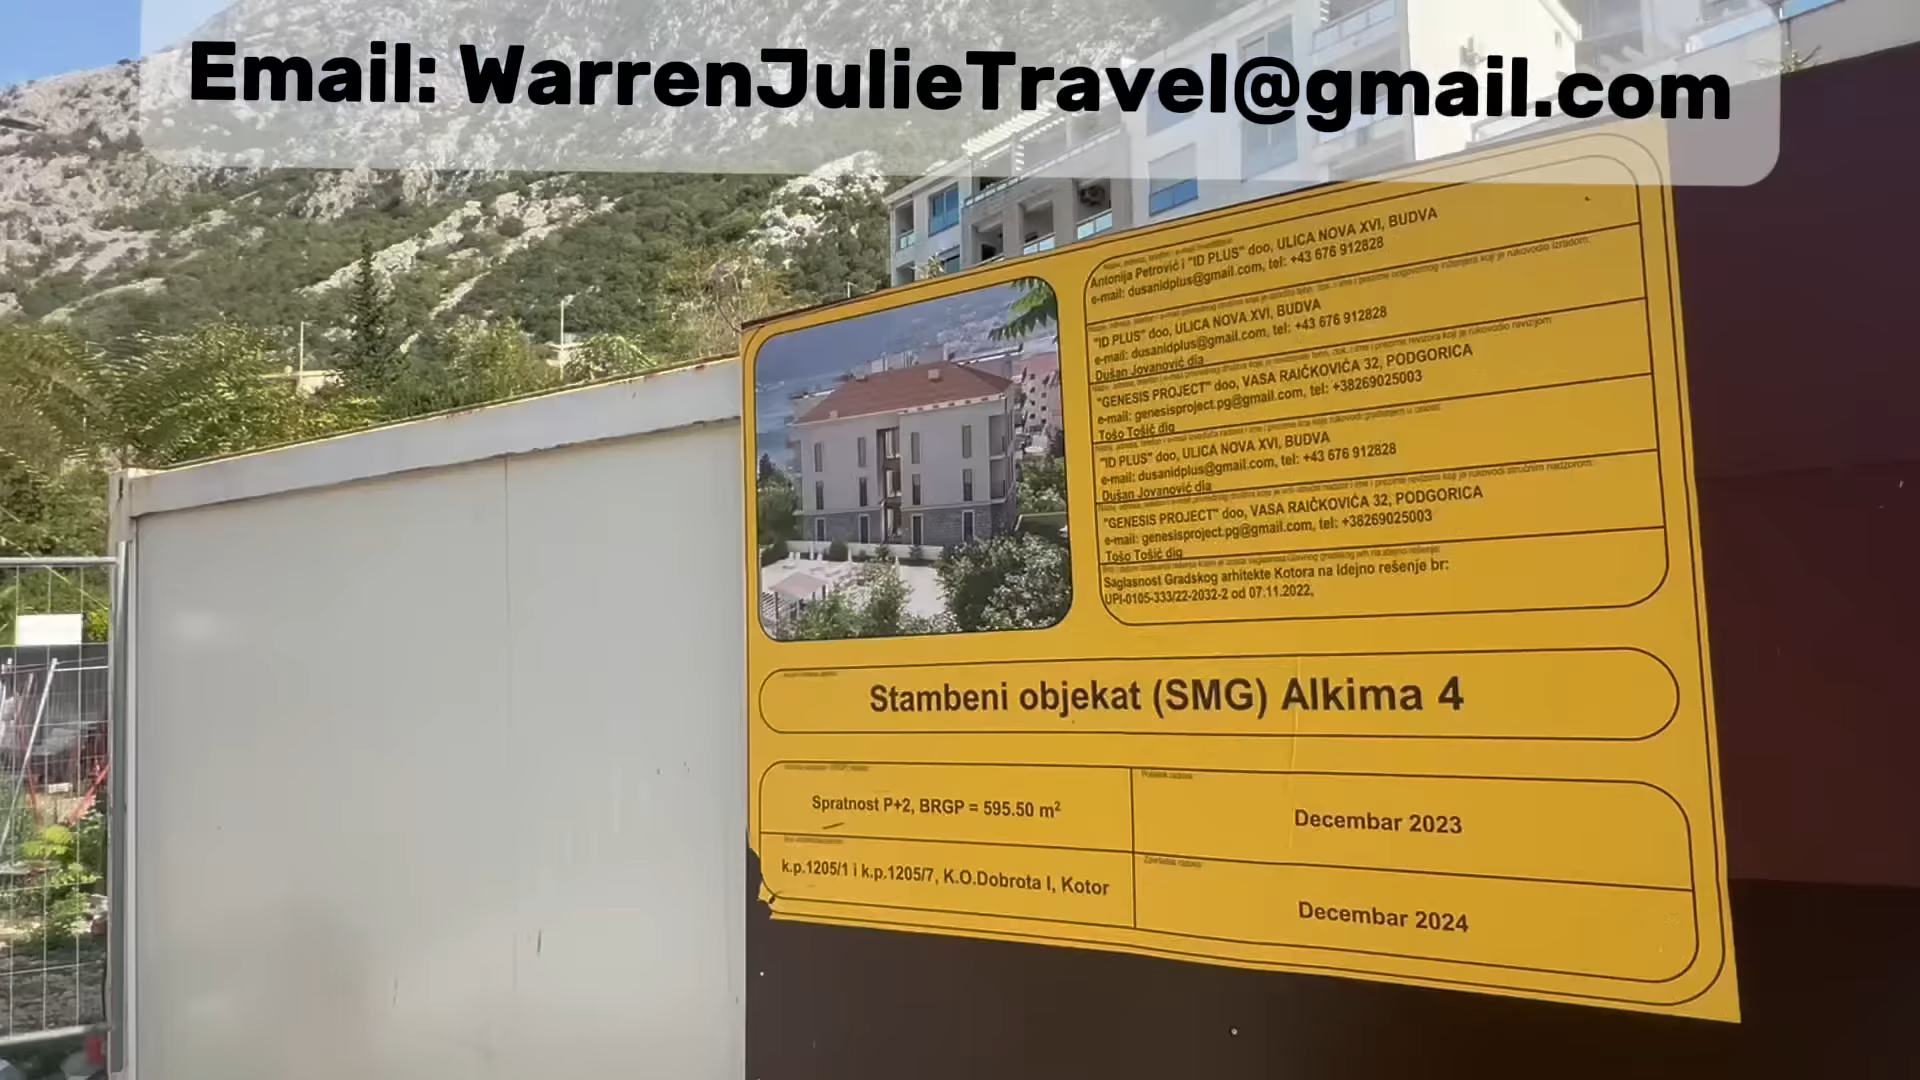 Email: WarrenJulieTravel@gmail.com
Antonija Petrović i "ID PLUS" doo, ULICA NOVA XVI, BUDVA
e-mail: dusanidplus@gmail.com, tel: +43 676 912828
"ID PLUS" doo, ULICA NOVA XVI, BUDVA
e-mail: dusanidplus@gmail.com, tel: +43 676 912828
Dušan Jovanović dia
"GENESIS PROJECT" doo, VASA RAIČKOVIĆA 32, PODGORICA
e-mail: genesisproject.pg@gmail.com, tel: +38269025003
Tošo Tošić dig
"ID PLUS" doo, ULICA NOVA XVI, BUDVA
e-mail: dusanidplus@gmail.com, tel: +43 676 912828
Dušan Jovanović dia
"GENESIS PROJECT" doo, VASA RAIČKOVIĆA 32, PODGORICA
e-mail: genesisproject.pg@gmail.com, tel: +38269025003
Tošo Tošić dig
Saglasnost Gradskog arhitekte Kotora na Idejno rešenje br:
UPI-0105-333/22-2032-2 od 07.11.2022,
Stambeni objekat (SMG) Alkima 4
Spratnost P+2, BRGP = 595.50 m²
Početak radova
Decembar 2023
k.p.1205/1 i k.p.1205/7, K.O.Dobrota I, Kotor
Završetak radova
Decembar 2024